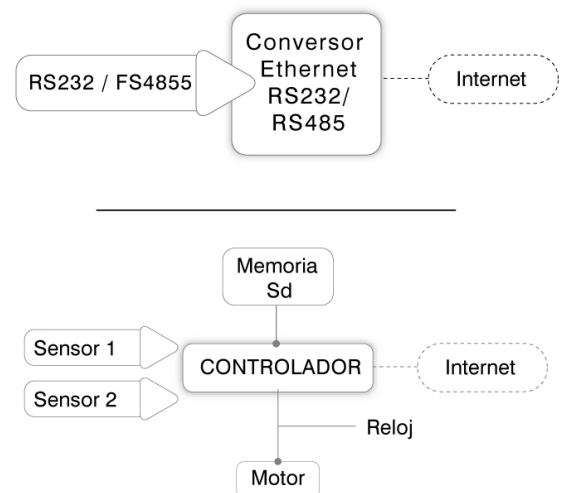 RS232 / FS4855
Conversor
Ethernet
RS232/
RS485
Internet
Memoria
Sd
Sensor 1
CONTROLADOR
Internet
Sensor 2
Reloj
Motor